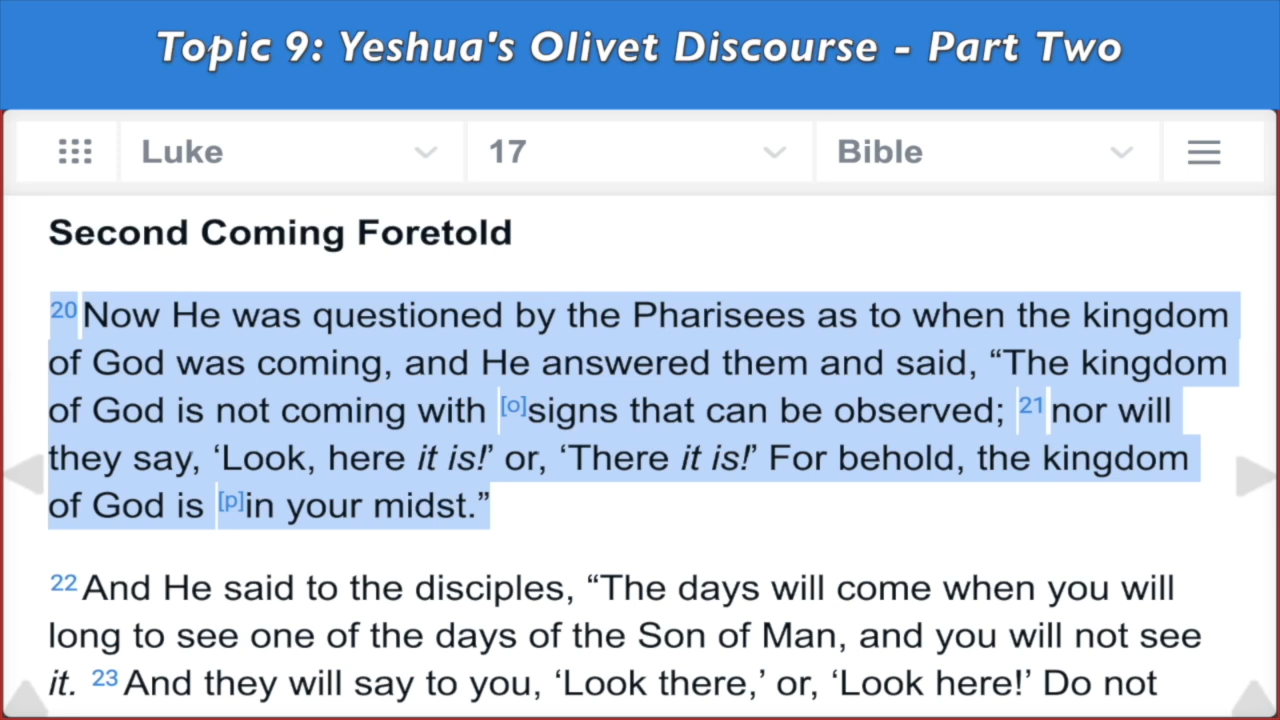 Topic 9: Yeshua's Olivet Discourse - Part Two
Luke 17 Bible
Second Coming Foretold
20 Now He was questioned by the Pharisees as to when the kingdom
of God was coming, and He answered them and said, “The kingdom
of God is not coming with [o]signs that can be observed; 21 nor will
they say, ‘Look, here it is!’ or, ‘There it is!’ For behold, the kingdom
of God is [p]in your midst.”
22 And He said to the disciples, “The days will come when you will
long to see one of the days of the Son of Man, and you will not see
it. 23 And they will say to you, ‘Look there,’ or, ‘Look here!’ Do not